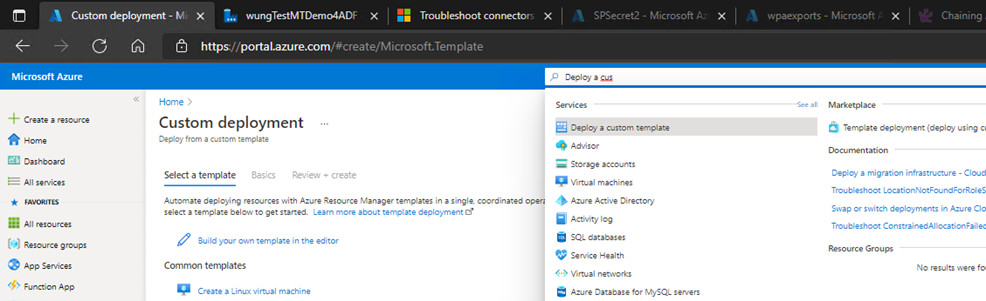 Custom deployment - Mi
wungTestMTDemo4ADF
Troubleshoot connectors
SPSecret2 - Microsoft Az
wpaexports - Microsoft A
Chaining
https://portal.azure.com/#create/Microsoft.Template
Microsoft Azure
Deploy a cus
Create a resource
Home
Dashboard
All services
FAVORITES
All resources
Resource groups
App Services
Function App
Home >
Custom deployment ...
Deploy from a custom template
Select a template Basics Review + create
Automate deploying resources with Azure Resource Manager templates in a single, coordinated opera
select a template below to get started. Learn more about template deployment
Build your own template in the editor
Common templates
Create a Linux virtual machine
Services See all
Deploy a custom template
Advisor
Storage accounts
Virtual machines
Azure Active Directory
Activity log
SQL databases
Service Health
Virtual networks
Azure Database for MySQL servers
Marketplace
Template deployment (deploy using c
Documentation
Deploy a migration infrastructure - Cloud
Troubleshoot LocationNotFoundForRoleS
Swap or switch deployments in Azure Clo
Troubleshoot ConstrainedAllocationFailed
Resource Groups
No results were fo